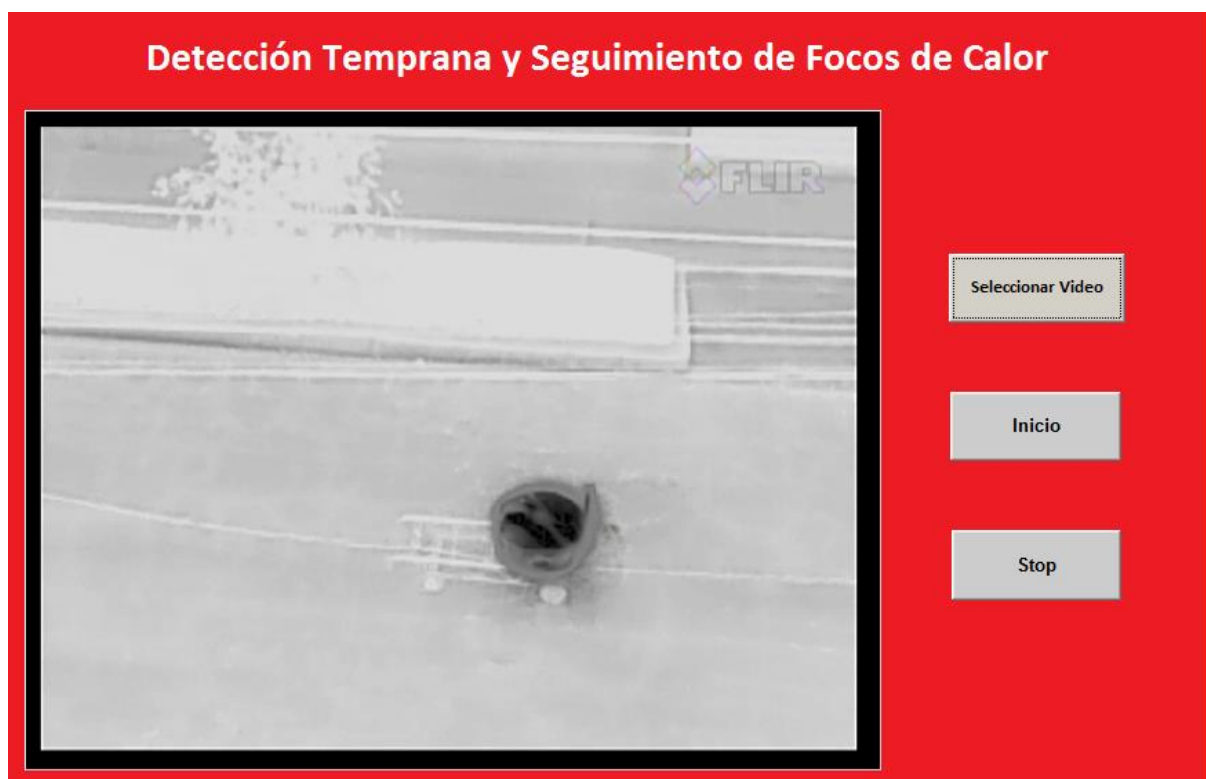 Detección Temprana y Seguimiento de Focos de Calor
FLIR
Seleccionar Video
Inicio
Stop